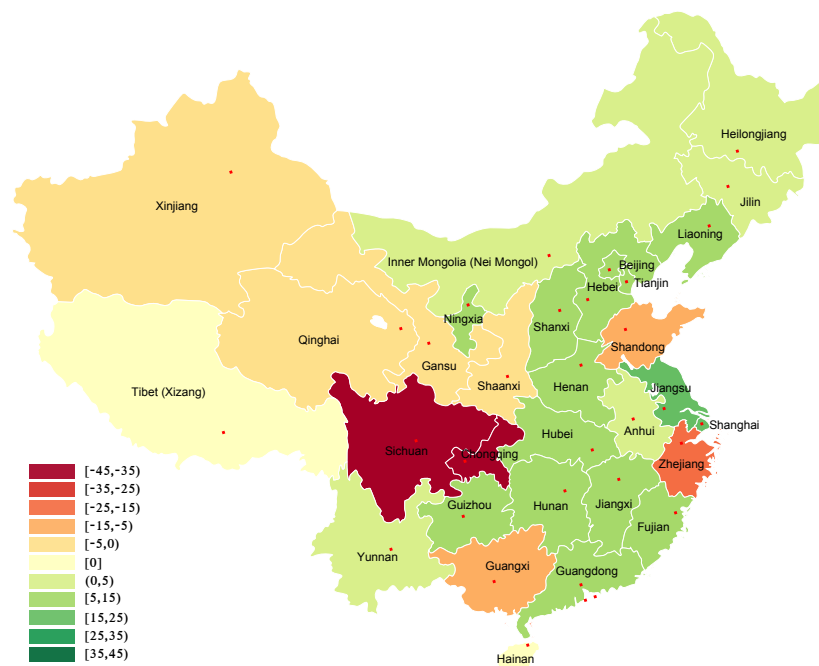 Heilongjiang
Jilin
Xinjiang
Liaoning
Inner Mongolia (Nei Mongol)
Beijing
Hebei
Tianjin
Ningxia
Shanxi
Qinghai
Shandong
Gansu
Henan
Shaanxi
Tibet (Xizang)
Jiangsu
Shanghai
Anhui
Hubei
Sichuan
Chongqing
Zhejiang
Guizhou
Hunan
Jiangxi
Fujian
Yunnan
Guangxi
Guangdong
Hainan
[-45,-35)
[-35,-25)
[-25,-15)
[-15,-5)
[-5,0)
[0]
(0,5)
[5,15)
[15,25)
[25,35)
[35,45)